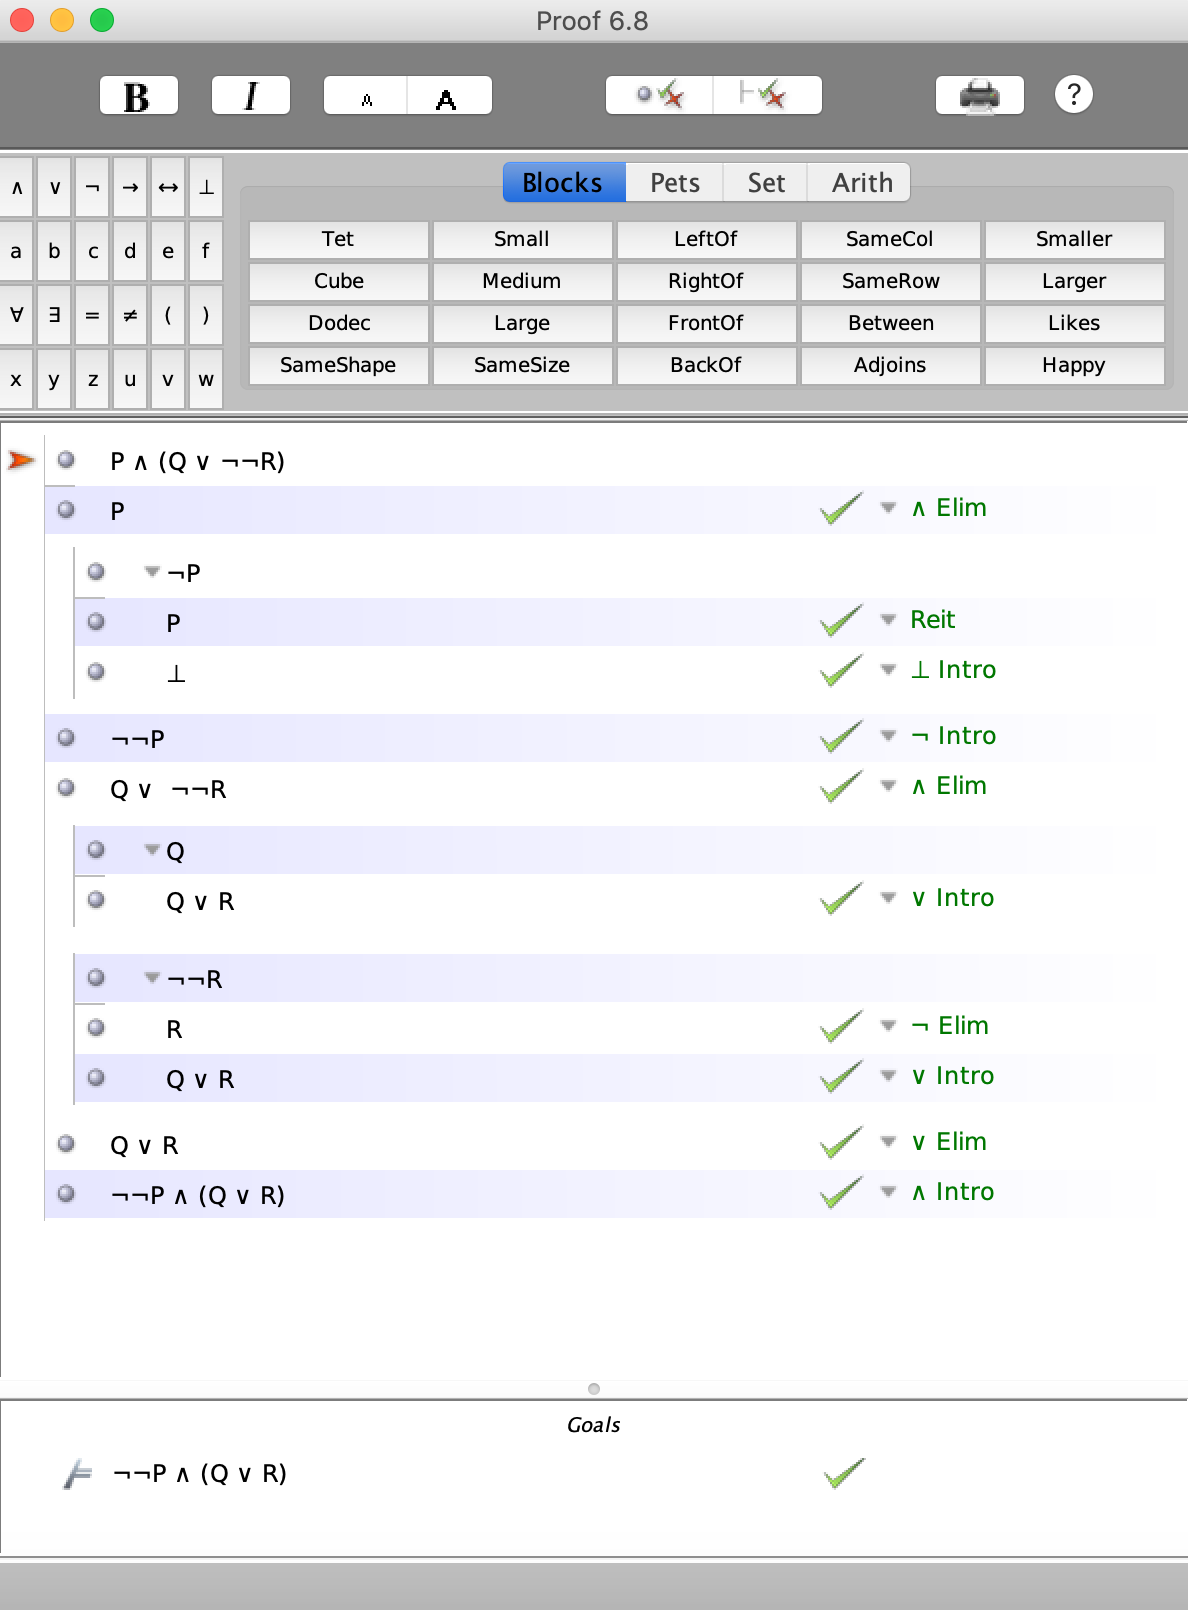 Proof 6.8
B I A A ?
∧ ∨ ¬ → ↔ ⊥
a b c d e f
∀ ∃ = ≠ ( )
x y z u v w
Blocks Pets Set Arith
Tet Small LeftOf SameCol Smaller
Cube Medium RightOf SameRow Larger
Dodec Large FrontOf Between Likes
SameShape SameSize BackOf Adjoins Happy
P ∧ (Q ∨ ¬¬R)
P ∧ Elim
¬P
P Reit
⊥ ⊥ Intro
¬¬P ¬ Intro
Q ∨ ¬¬R ∧ Elim
Q
Q ∨ R ∨ Intro
¬¬R
R ¬ Elim
Q ∨ R ∨ Intro
Q ∨ R ∨ Elim
¬¬P ∧ (Q ∨ R) ∧ Intro
Goals
¬¬P ∧ (Q ∨ R)